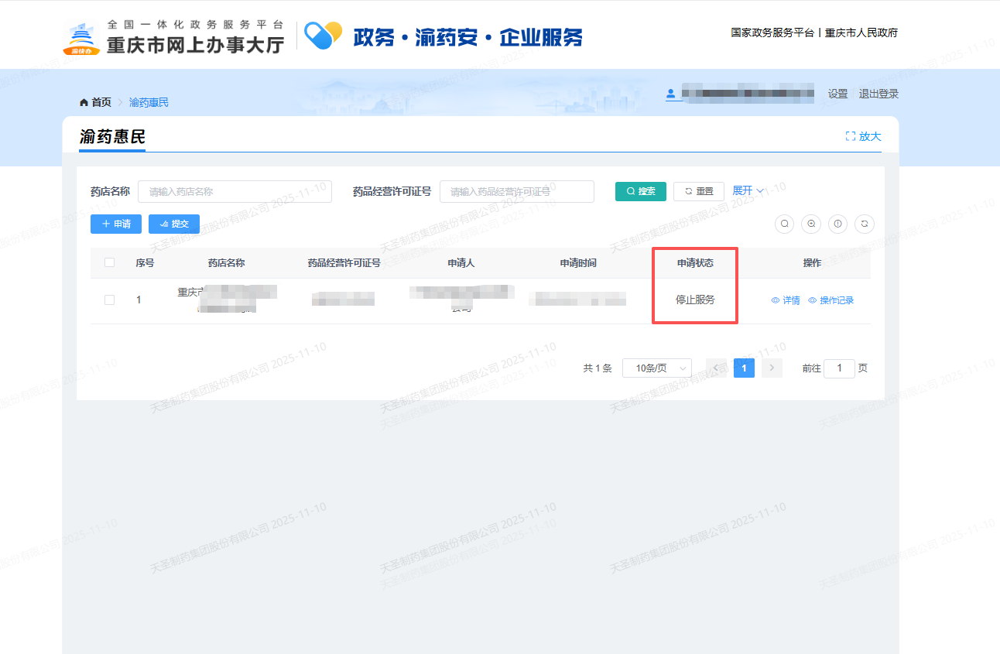 全国一体化政务服务平台
重庆市网上办事大厅
渝快办
政务·渝药安·企业服务
国家政务服务平台 | 重庆市人民政府
首页 > 渝药惠民
设置 退出登录
渝药惠民
放大
药店名称 请输入药店名称 药品经营许可证号 请输入药品经营许可证号 搜索 重置 展开
申请 提交
序号 药店名称 药品经营许可证号 申请人 申请时间 申请状态 操作
1 重庆市 公司 停止服务 详情 操作记录
共 1 条 10条/页 < 1 > 前往 1 页
天圣制药集团股份有限公司 2025-11-10